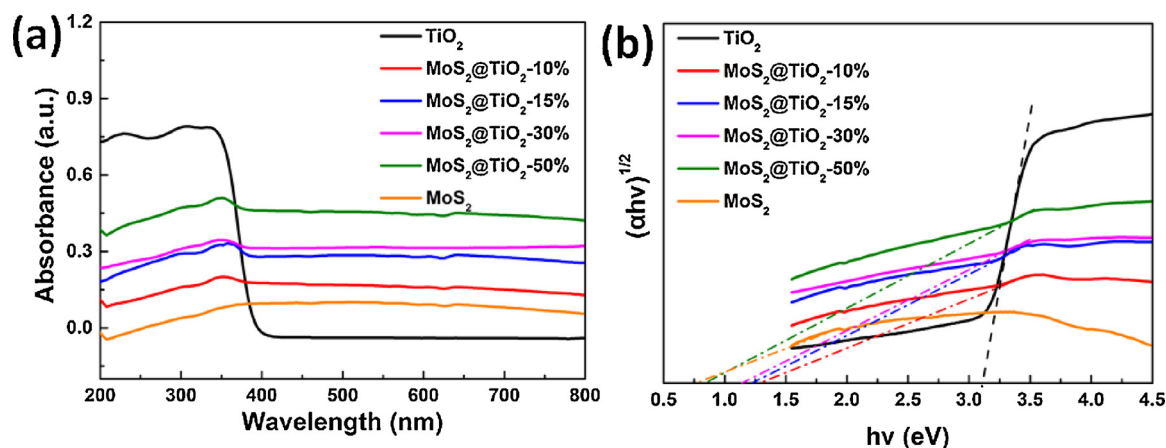 (a)
1.2
0.9
0.6
0.3
0.0
Absorbance (a.u.)
TiO₂
MoS₂@TiO₂-10%
MoS₂@TiO₂-15%
MoS₂@TiO₂-30%
MoS₂@TiO₂-50%
MoS₂
200 300 400 500 600 700 800
Wavelength (nm)
(b)
(αhv)^1/2
TiO₂
MoS₂@TiO₂-10%
MoS₂@TiO₂-15%
MoS₂@TiO₂-30%
MoS₂@TiO₂-50%
MoS₂
0.5 1.0 1.5 2.0 2.5 3.0 3.5 4.0 4.5
hv (eV)